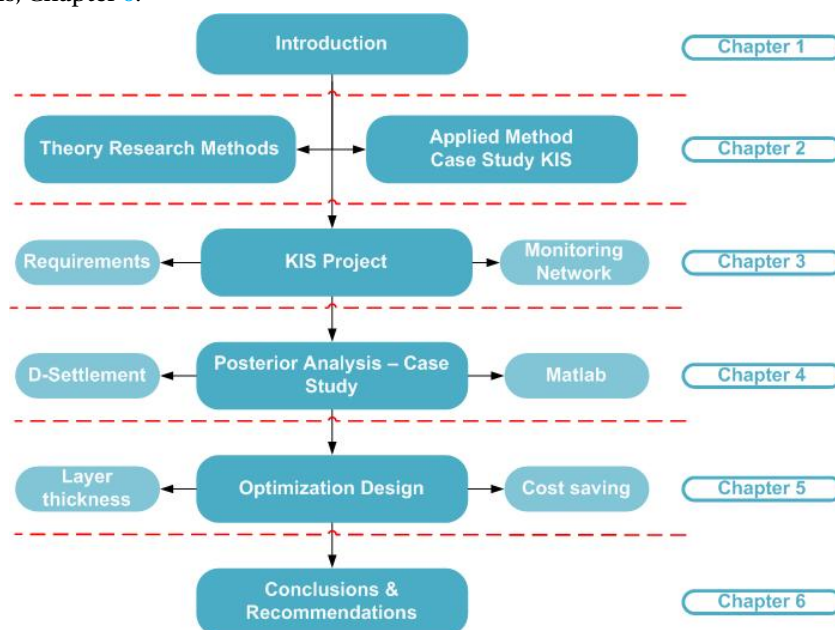 Chapter 6.
Introduction
Chapter 1
Theory Research Methods
Applied Method
Case Study KIS
Chapter 2
Requirements
KIS Project
Monitoring
Network
Chapter 3
D-Settlement
Posterior Analysis – Case
Study
Matlab
Chapter 4
Layer
thickness
Optimization Design
Cost saving
Chapter 5
Conclusions &
Recommendations
Chapter 6